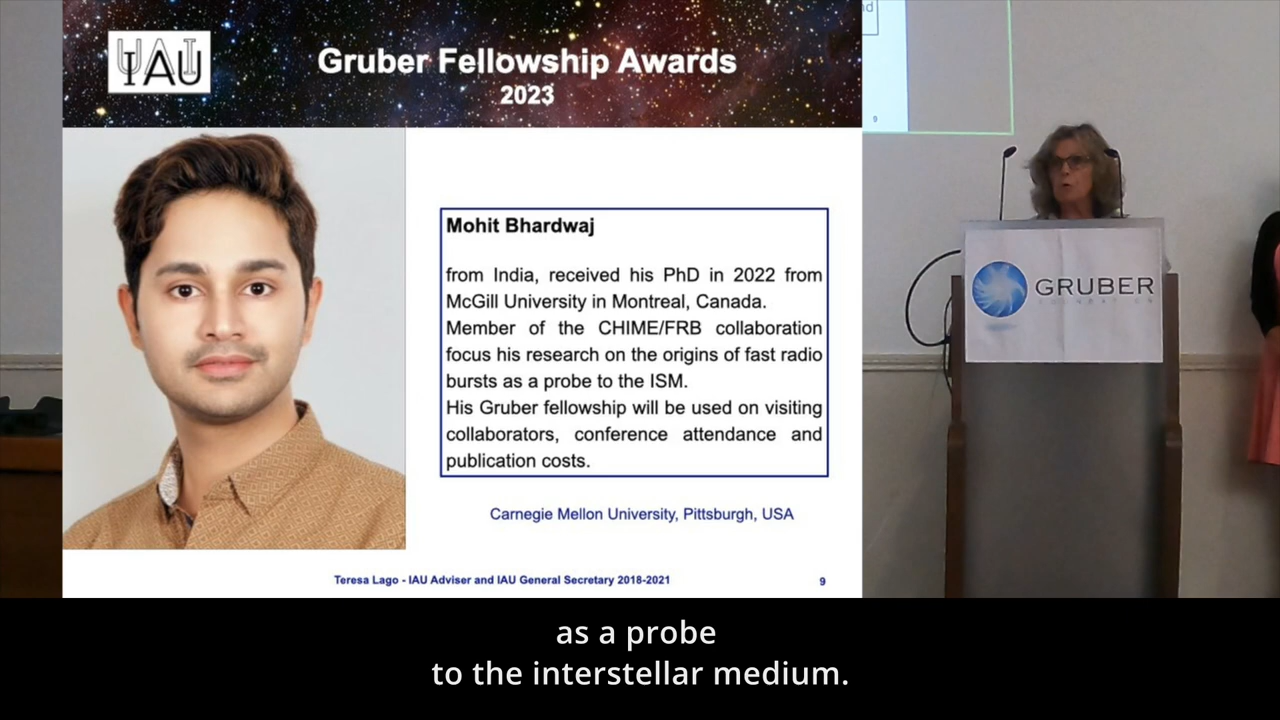 IAU
Gruber Fellowship Awards
2023
Mohit Bhardwaj
from India, received his PhD in 2022 from
McGill University in Montreal, Canada.
Member of the CHIME/FRB collaboration
focus his research on the origins of fast radio
bursts as a probe to the ISM.
His Gruber fellowship will be used on visiting
collaborators, conference attendance and
publication costs.
Carnegie Mellon University, Pittsburgh, USA
Teresa Lago - IAU Adviser and IAU General Secretary 2018-2021
9
9
GRUBER
FOUNDATION
as a probe
to the interstellar medium.